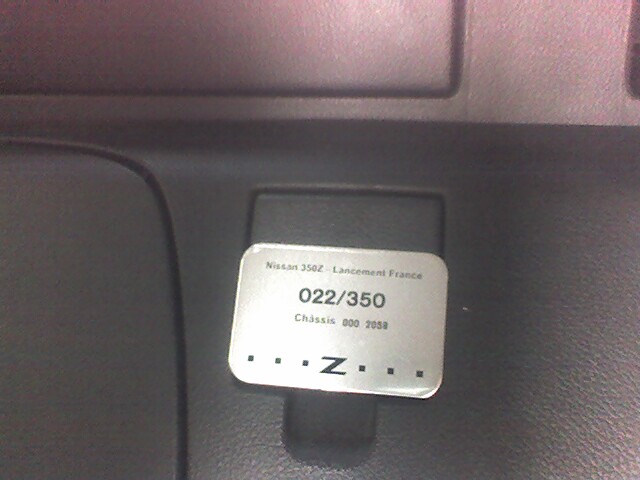 Nissan 350Z - Lancement France
022/350
Châssis 000 2058
. . . Z . . .